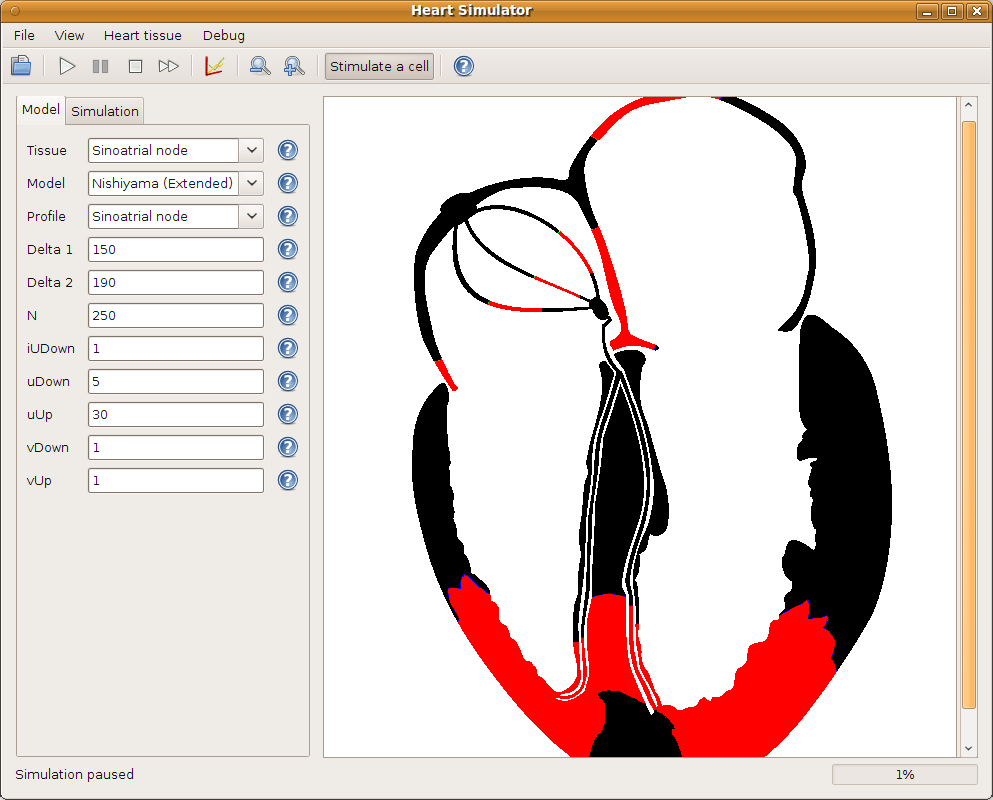 Heart Simulator
File View Heart tissue Debug
Stimulate a cell
Model Simulation
Tissue Sinoatrial node
Model Nishiyama (Extended)
Profile Sinoatrial node
Delta 1 150
Delta 2 190
N 250
iUDown 1
uDown 5
uUp 30
vDown 1
vUp 1
Simulation paused 1%